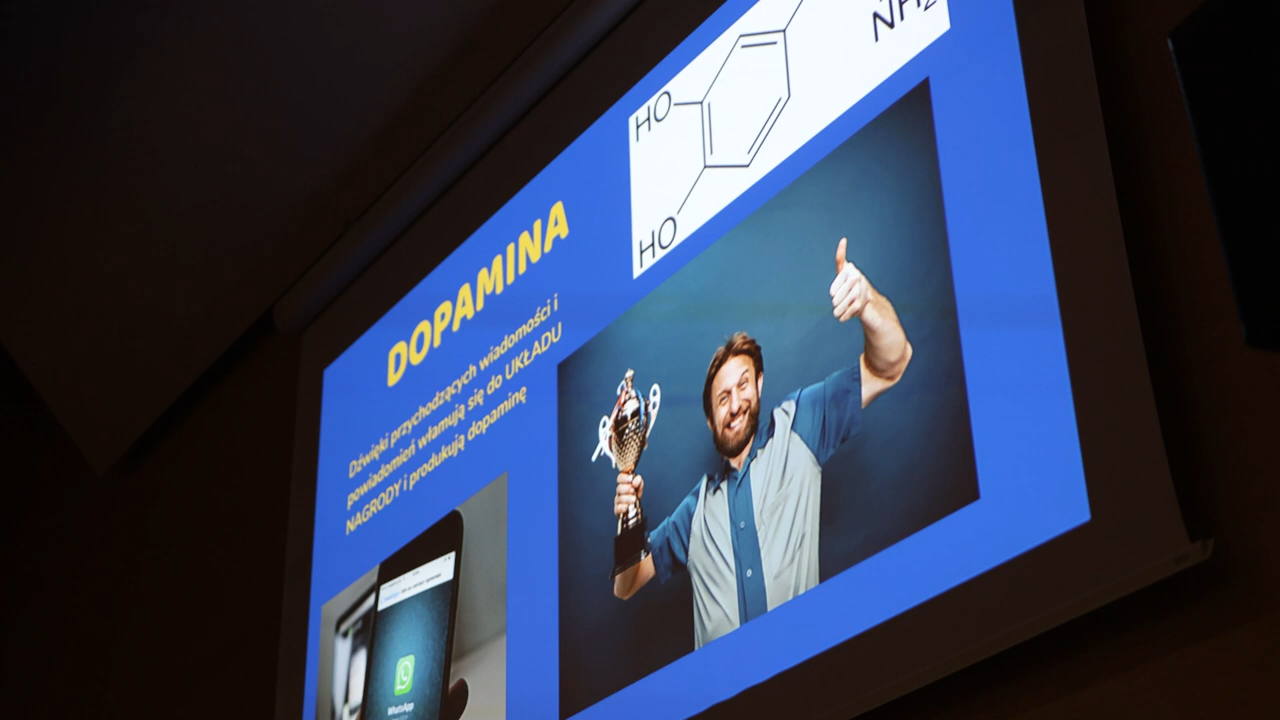 NH2
HO
HO
DOPAMINA
Dźwięki przychodzących wiadomości i
powiadomień włamują się do UKŁADU
NAGRODY i produkują dopaminę
WhatsApp